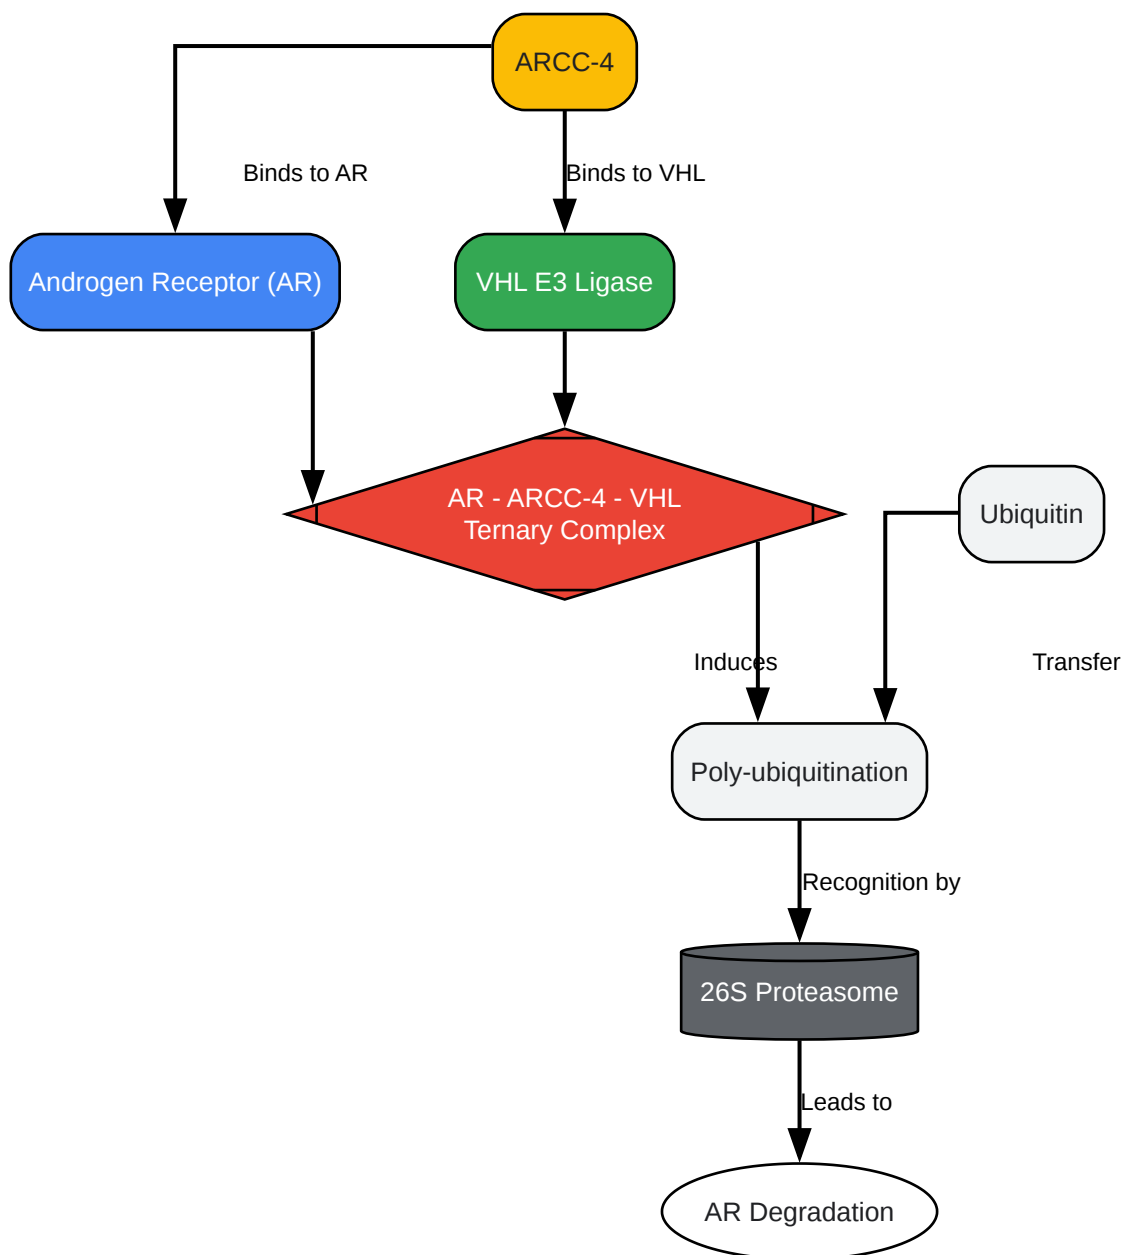 ARCC-4
Binds to AR
Binds to VHL
Androgen Receptor (AR)
VHL E3 Ligase
AR - ARCC-4 - VHL
Ternary Complex
Ubiquitin
Induces
Transfer
Poly-ubiquitination
Recognition by
26S Proteasome
Leads to
AR Degradation